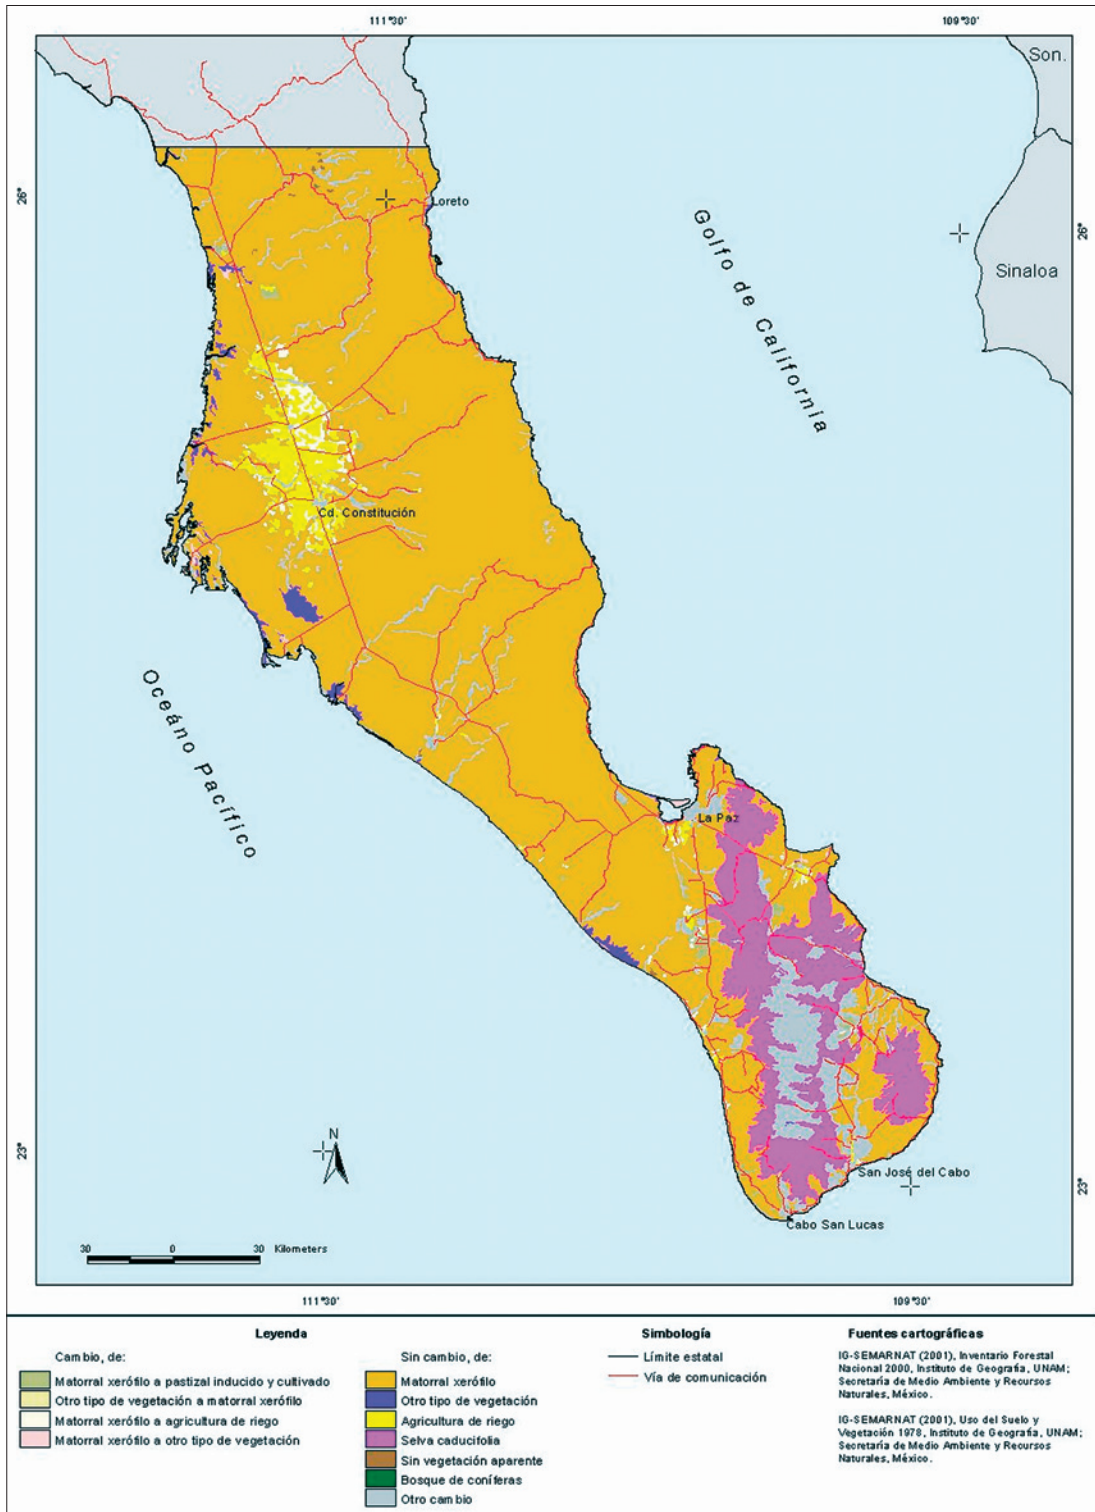 111°30'
109°30'
Son.
26°
Loreto
26°
Golfo de California
Sinaloa
Cd. Constitución
Oceáno Pacífico
La Paz
N
23°
San José del Cabo
23°
Cabo San Lucas
30 0 30 Kilometers
111°30'
109°30'
Leyenda
Cambio, de:
Matorral xerófilo a pastizal inducido y cultivado
Otro tipo de vegetación a matorral xerófilo
Matorral xerófilo a agricultura de riego
Matorral xerófilo a otro tipo de vegetación
Sin cambio, de:
Matorral xerófilo
Otro tipo de vegetación
Agricultura de riego
Selva caducifolia
Sin vegetación aparente
Bosque de coníferas
Otro cambio
Simbología
Límite estatal
Vía de comunicación
Fuentes cartográficas
IG-SEMARNAT (2001), Inventario Forestal
Nacional 2000, Instituto de Geografía, UNAM;
Secretaría de Medio Ambiente y Recursos
Naturales, México.
IG-SEMARNAT (2001), Uso del Suelo y
Vegetación 1978, Instituto de Geografía, UNAM;
Secretaría de Medio Ambiente y Recursos
Naturales, México.